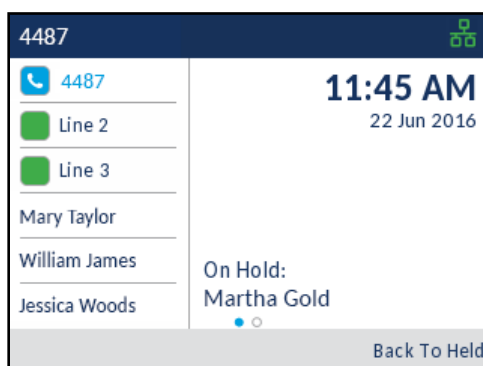 4487
4487
Line 2
Line 3
Mary Taylor
William James
Jessica Woods
11:45 AM
22 Jun 2016
On Hold:
Martha Gold
Back To Held